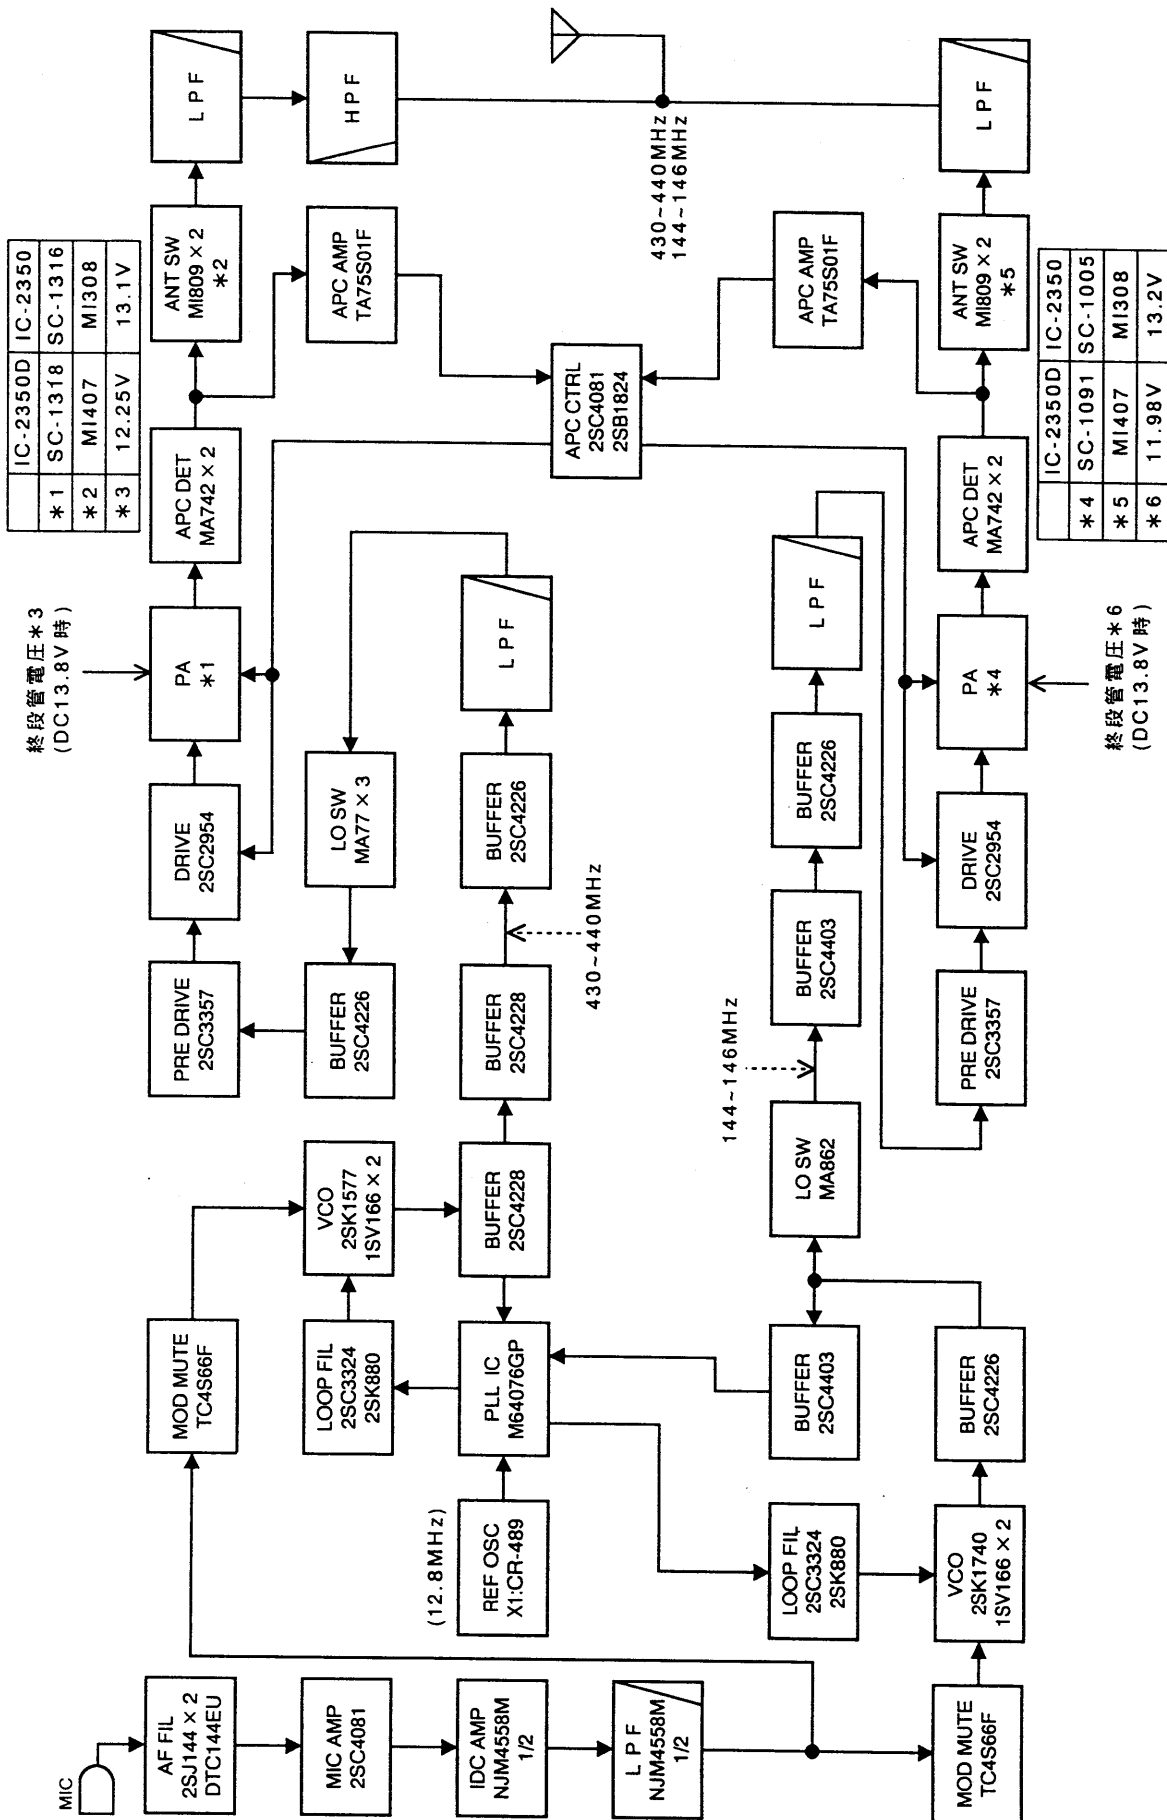 MIC
AF FIL
2SJ144 × 2
DTC144EU
MIC AMP
2SC4081
IDC AMP
NJM4558M
1/2
LPF
NJM4558M
1/2
MOD MUTE
TC4S66F
MOD MUTE
TC4S66F
(12.8MHz)
REF OSC
X1:CR-489
LOOP FIL
2SC3324
2SK880
PLL IC
M64076GP
LOOP FIL
2SC3324
2SK880
VCO
2SK1740
1SV166 × 2
VCO
2SK1577
1SV166 × 2
BUFFER
2SC4228
BUFFER
2SC4403
BUFFER
2SC4226
LO SW
MA862
144~146MHz
BUFFER
2SC4228
430~440MHz
BUFFER
2SC4226
LPF
LO SW
MA77 × 3
BUFFER
2SC4226
PRE DRIVE
2SC3357
DRIVE
2SC2954
終段管電圧*3
(DC13.8V時)
PA
*1
APC DET
MA742 × 2
ANT SW
MI809 × 2
*2
LPF
HPF
APC AMP
TA75S01F
IC-2350D IC-2350
*1 SC-1318 SC-1316
*2 MI407 MI308
*3 12.25V 13.1V
APC CTRL
2SC4081
2SB1824
430~440MHz
144~146MHz
BUFFER
2SC4403
BUFFER
2SC4226
LPF
PRE DRIVE
2SC3357
DRIVE
2SC2954
PA
*4
終段管電圧*6
(DC13.8V時)
APC DET
MA742 × 2
APC AMP
TA75S01F
ANT SW
MI809 × 2
*5
LPF
IC-2350D IC-2350
*4 SC-1091 SC-1005
*5 MI407 MI308
*6 11.98V 13.2V